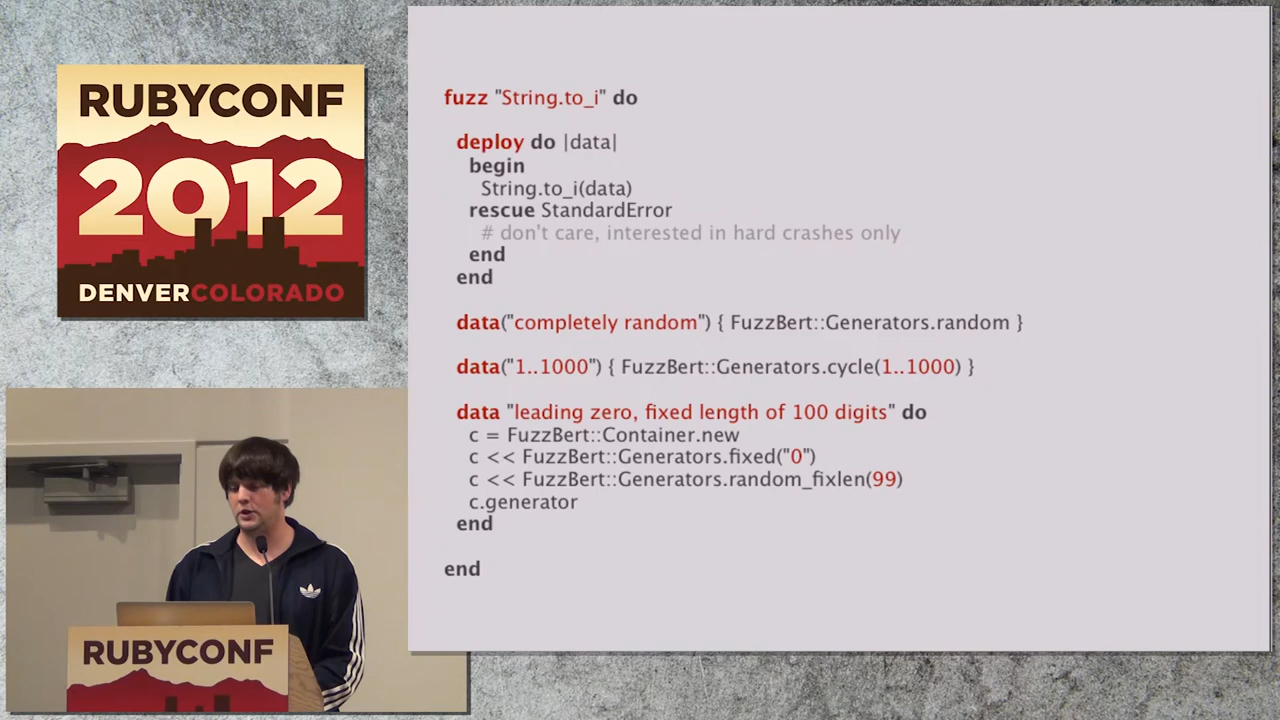 RUBYCONF
2012
DENVERCOLORADO
fuzz "String.to_i" do
deploy do |data|
begin
String.to_i(data)
rescue StandardError
# don't care, interested in hard crashes only
end
end
data("completely random") { FuzzBert::Generators.random }
data("1..1000") { FuzzBert::Generators.cycle(1..1000) }
data "leading zero, fixed length of 100 digits" do
c = FuzzBert::Container.new
c << FuzzBert::Generators.fixed("0")
c << FuzzBert::Generators.random_fixlen(99)
c.generator
end
end
RUBYCONF